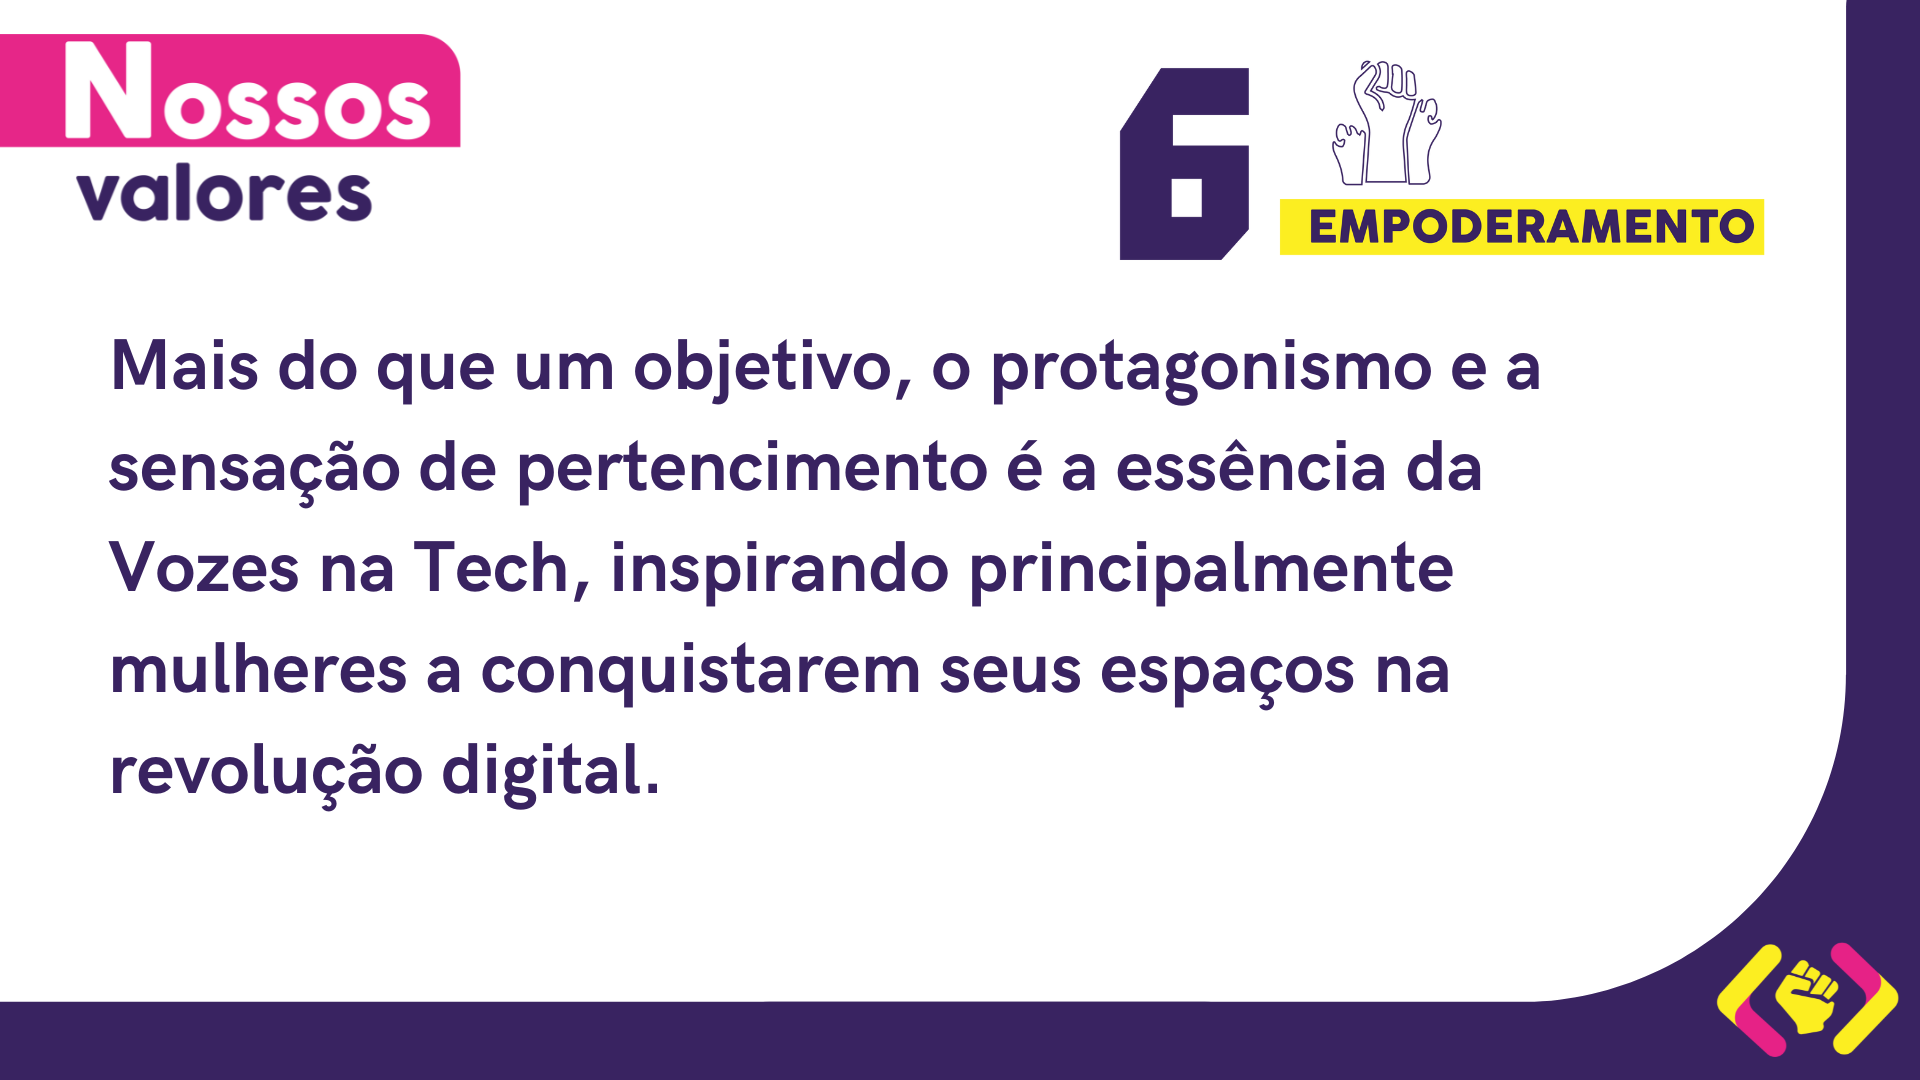 Nossos
valores
6
EMPODERAMENTO
Mais do que um objetivo, o protagonismo e a
sensação de pertencimento é a essência da
Vozes na Tech, inspirando principalmente
mulheres a conquistarem seus espaços na
revolução digital.